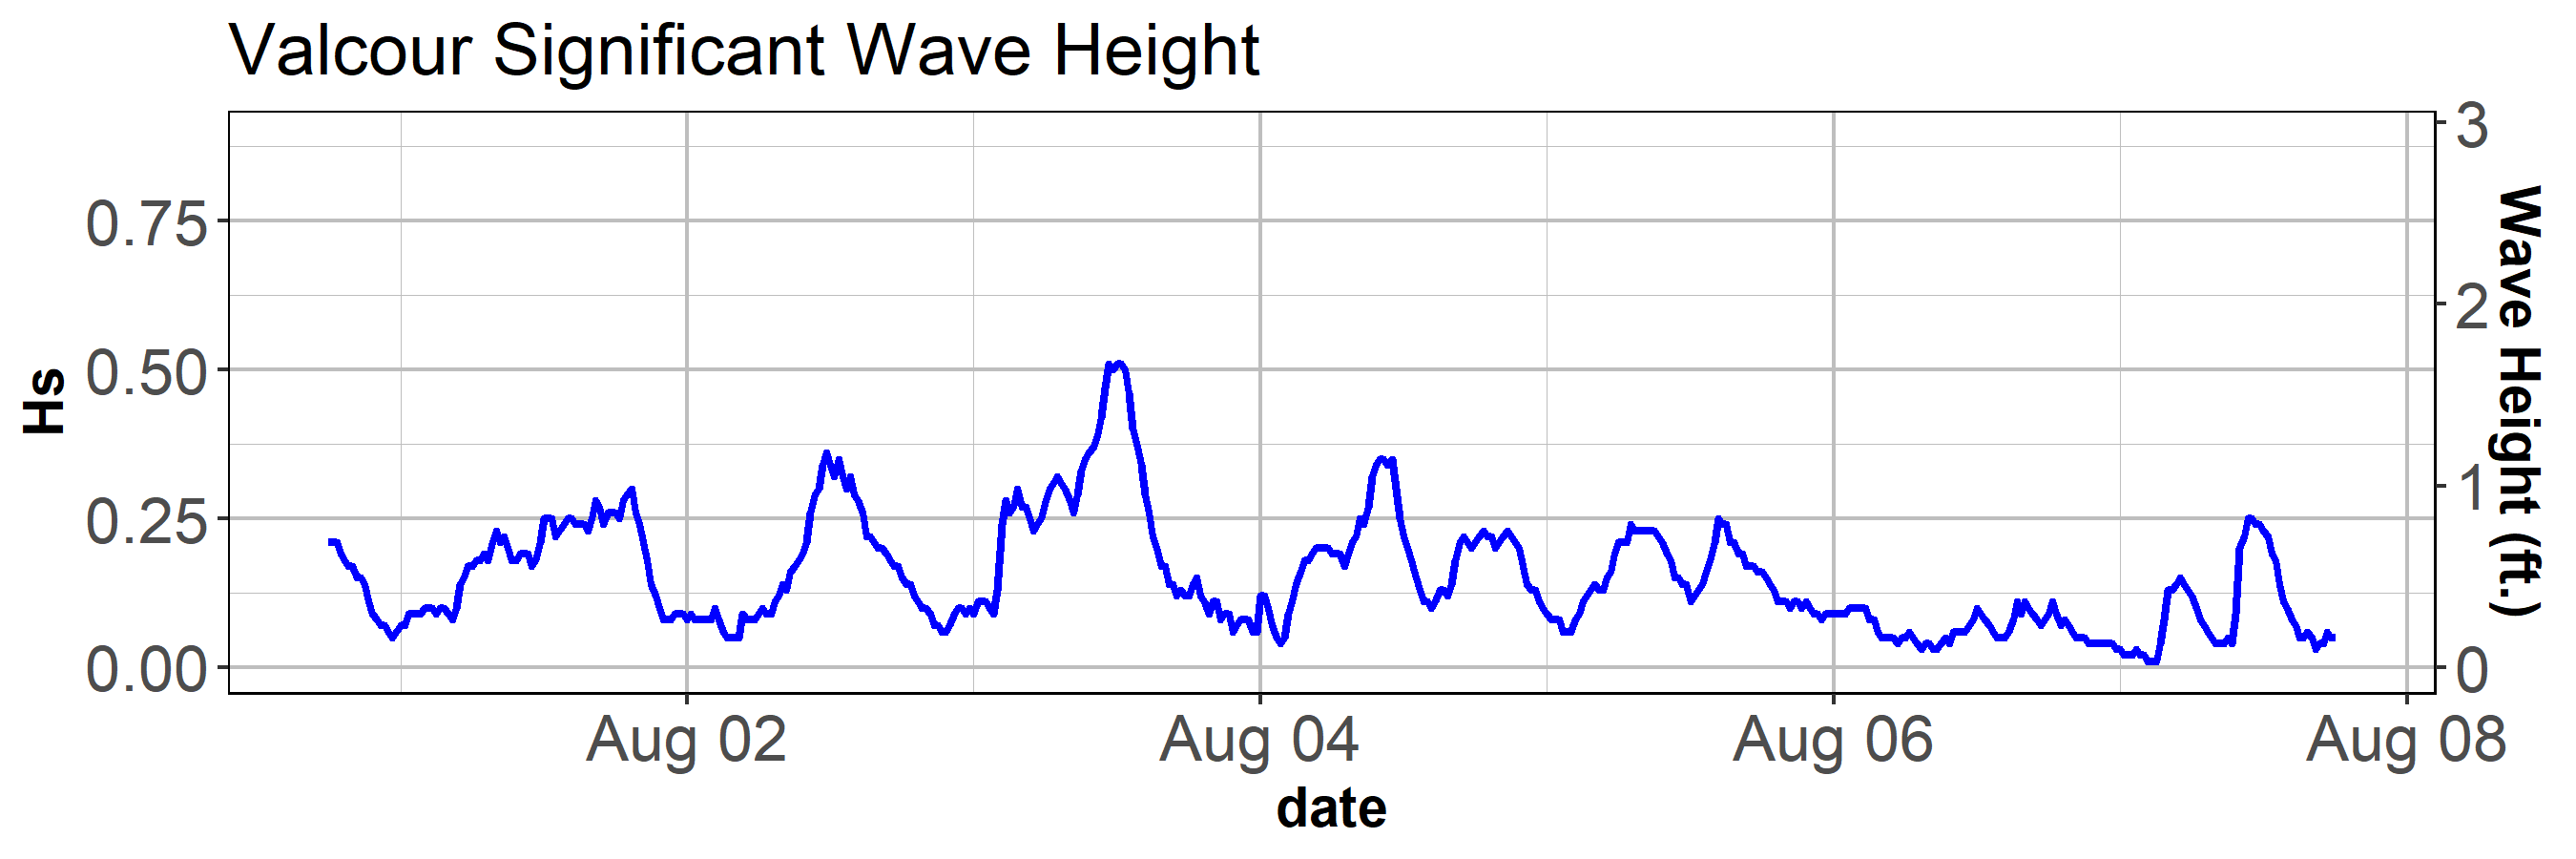 Valcour Significant Wave Height
Hs
0.75
0.50
0.25
0.00
3
2
1
0
Wave Height (ft.)
Aug 02
Aug 04
Aug 06
Aug 08
date